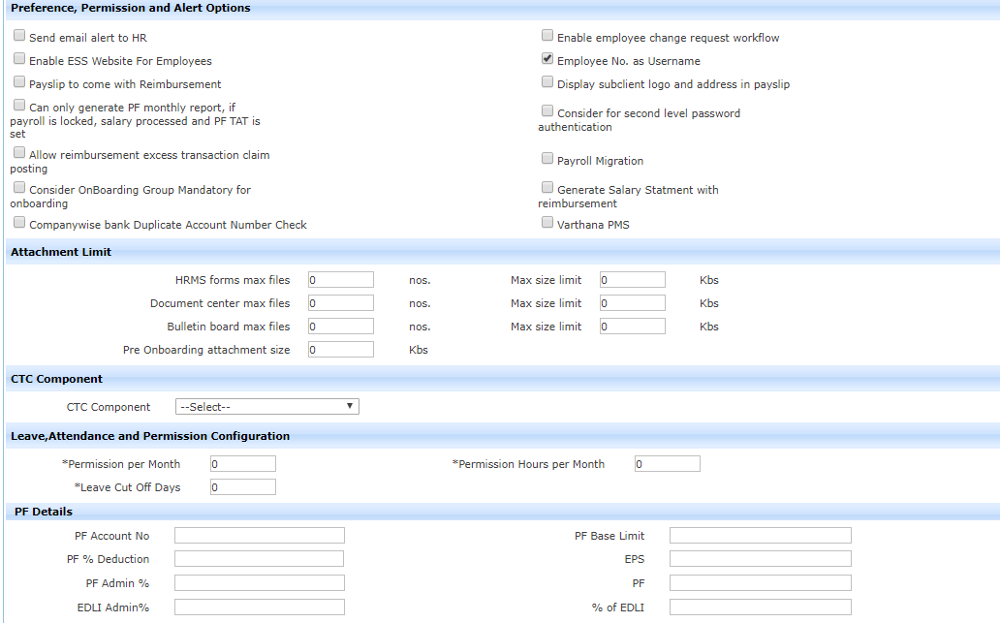 Preference, Permission and Alert Options
Send email alert to HR
Enable employee change request workflow
Enable ESS Website For Employees
Employee No. as Username
Payslip to come with Reimbursement
Display subclient logo and address in payslip
Can only generate PF monthly report, if
payroll is locked, salary processed and PF TAT is
set
Consider for second level password
authentication
Allow reimbursement excess transaction claim
posting
Payroll Migration
Consider OnBoarding Group Mandatory for
onboarding
Generate Salary Statment with
reimbursement
Companywise bank Duplicate Account Number Check
Varthana PMS
Attachment Limit
HRMS forms max files 0 nos. Max size limit 0 Kbs
Document center max files 0 nos. Max size limit 0 Kbs
Bulletin board max files 0 nos. Max size limit 0 Kbs
Pre Onboarding attachment size 0 Kbs
CTC Component
CTC Component --Select--
Leave,Attendance and Permission Configuration
*Permission per Month 0 *Permission Hours per Month 0
*Leave Cut Off Days 0
PF Details
PF Account No PF Base Limit
PF % Deduction EPS
PF Admin % PF
EDLI Admin% % of EDLI